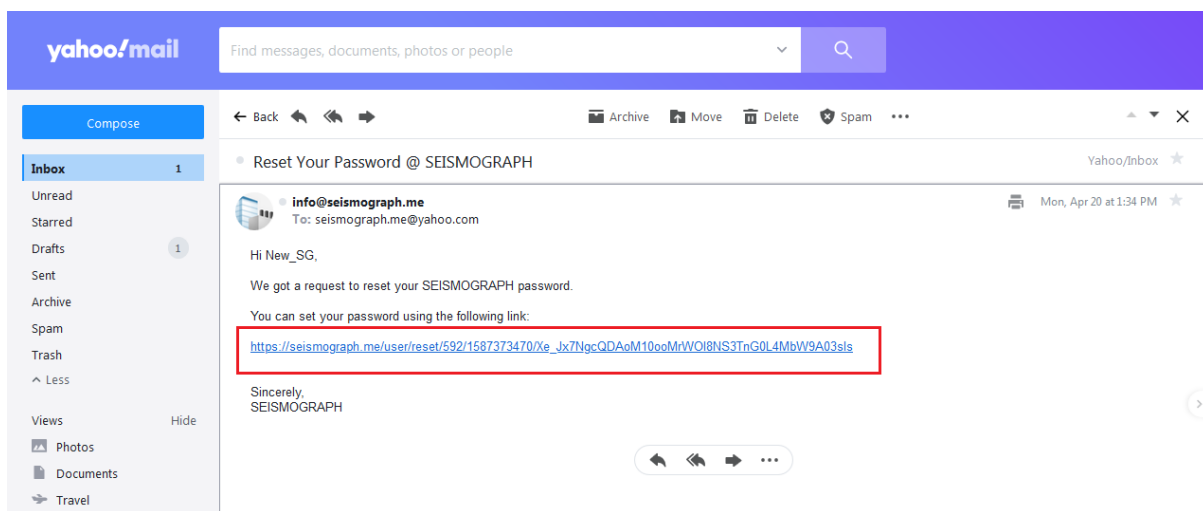 yahoo!mail
Find messages, documents, photos or people
Compose
Back
Archive
Move
Delete
Spam
Inbox 1
Unread
Starred
Drafts 1
Sent
Archive
Spam
Trash
Less
Views Hide
Photos
Documents
Travel
Reset Your Password @ SEISMOGRAPH
Yahoo/Inbox
info@seismograph.me
To: seismograph.me@yahoo.com
Mon, Apr 20 at 1:34 PM
Hi New_SG,
We got a request to reset your SEISMOGRAPH password.
You can set your password using the following link:
https://seismograph.me/user/reset/592/1587373470/Xe_Jx7NgcQDAoM10ooMrWOI8NS3TnG0L4MbW9A03sls
Sincerely,
SEISMOGRAPH